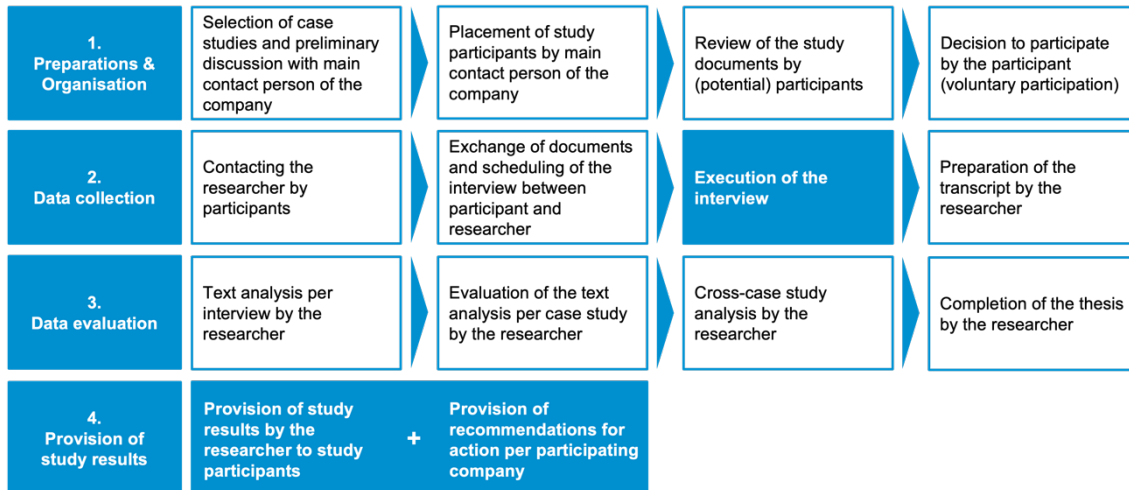 1.
Preparations &
Organisation
Selection of case
studies and preliminary
discussion with main
contact person of the
company
Placement of study
participants by main
contact person of the
company
Review of the study
documents by
(potential) participants
Decision to participate
by the participant
(voluntary participation)
2.
Data collection
Contacting the
researcher by
participants
Exchange of documents
and scheduling of the
interview between
participant and
researcher
Execution of the
interview
Preparation of the
transcript by the
researcher
3.
Data evaluation
Text analysis per
interview by the
researcher
Evaluation of the text
analysis per case study
by the researcher
Cross-case study
analysis by the
researcher
Completion of the thesis
by the researcher
4.
Provision of
study results
Provision of study
results by the
researcher to study
participants
+
Provision of
recommendations for
action per participating
company